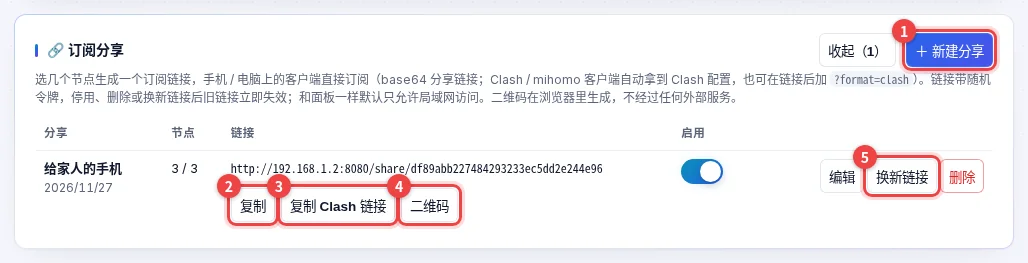 🔗 订阅分享
收起（1）
1
＋ 新建分享
选几个节点生成一个订阅链接，手机 / 电脑上的客户端直接订阅（base64 分享链接；Clash / mihomo 客户端自动拿到 Clash 配置，也可在链接后加 ?format=clash ）。链接带随机
令牌，停用、删除或换新链接后旧链接立即失效；和面板一样默认只允许局域网访问。二维码在浏览器里生成，不经过任何外部服务。
分享 节点 链接 启用
给家人的手机 3 / 3 http://192.168.1.2:8080/share/df89abb227484293233ec5dd2e244e96
2026/11/27
2 复制
3 复制 Clash 链接
4 二维码
编辑
5 换新链接
删除